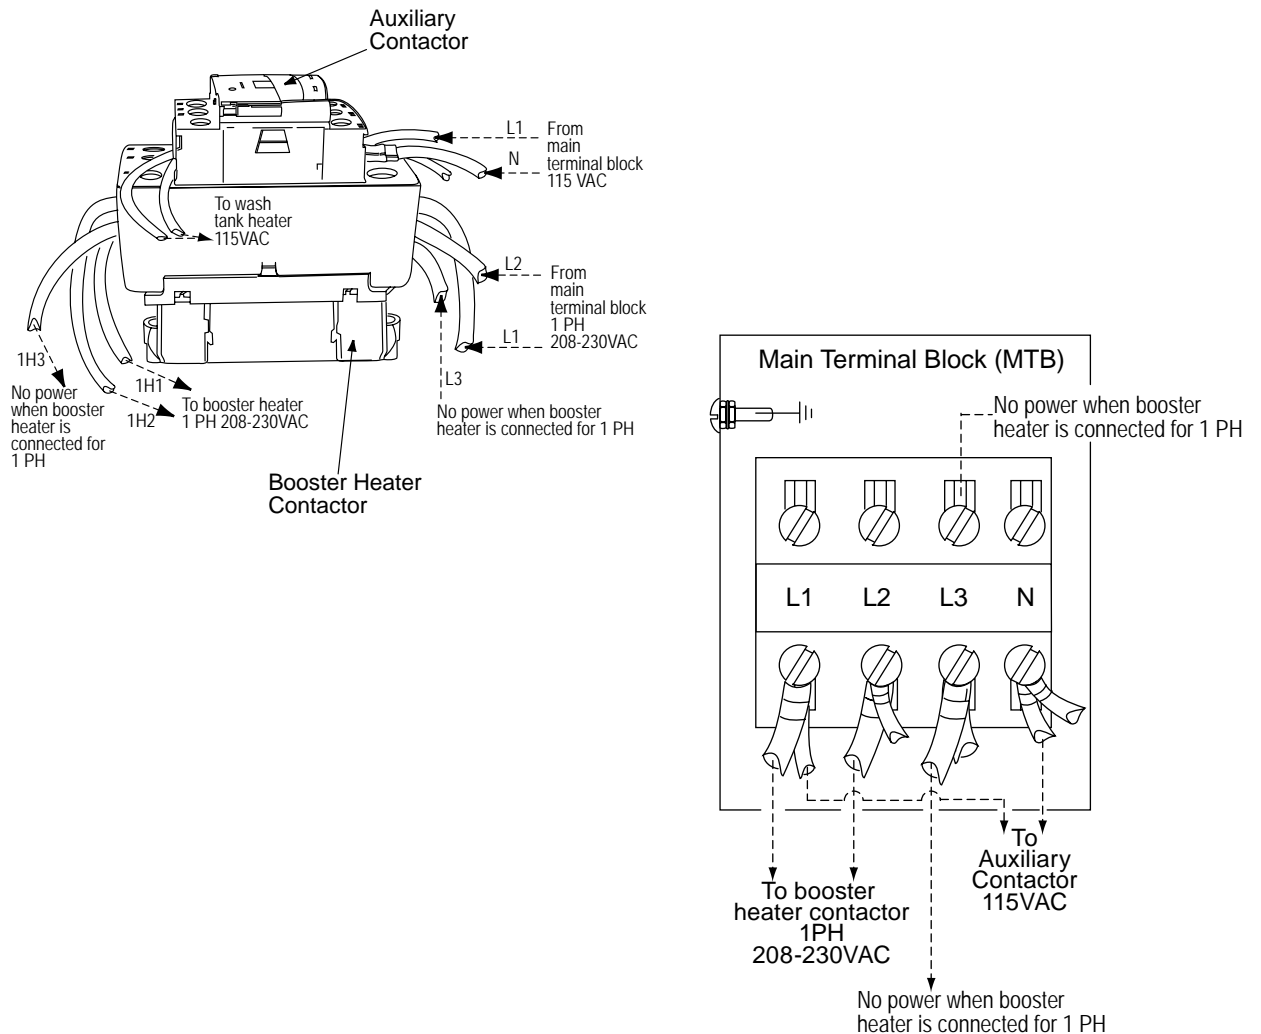 Auxiliary
Contactor
L1
From
main
terminal block
115 VAC
N
To wash
tank heater
115VAC
L2
From
main
terminal block
1 PH
208-230VAC
L1
L3
No power when booster
heater is connected for 1 PH
1H3
No power
when booster
heater is
connected for
1 PH
1H1
1H2
To booster heater
1 PH 208-230VAC
Booster Heater
Contactor
Main Terminal Block (MTB)
No power when booster
heater is connected for 1 PH
L1 L2 L3 N
To
Auxiliary
Contactor
115VAC
To booster
heater contactor
1PH
208-230VAC
No power when booster
heater is connected for 1 PH